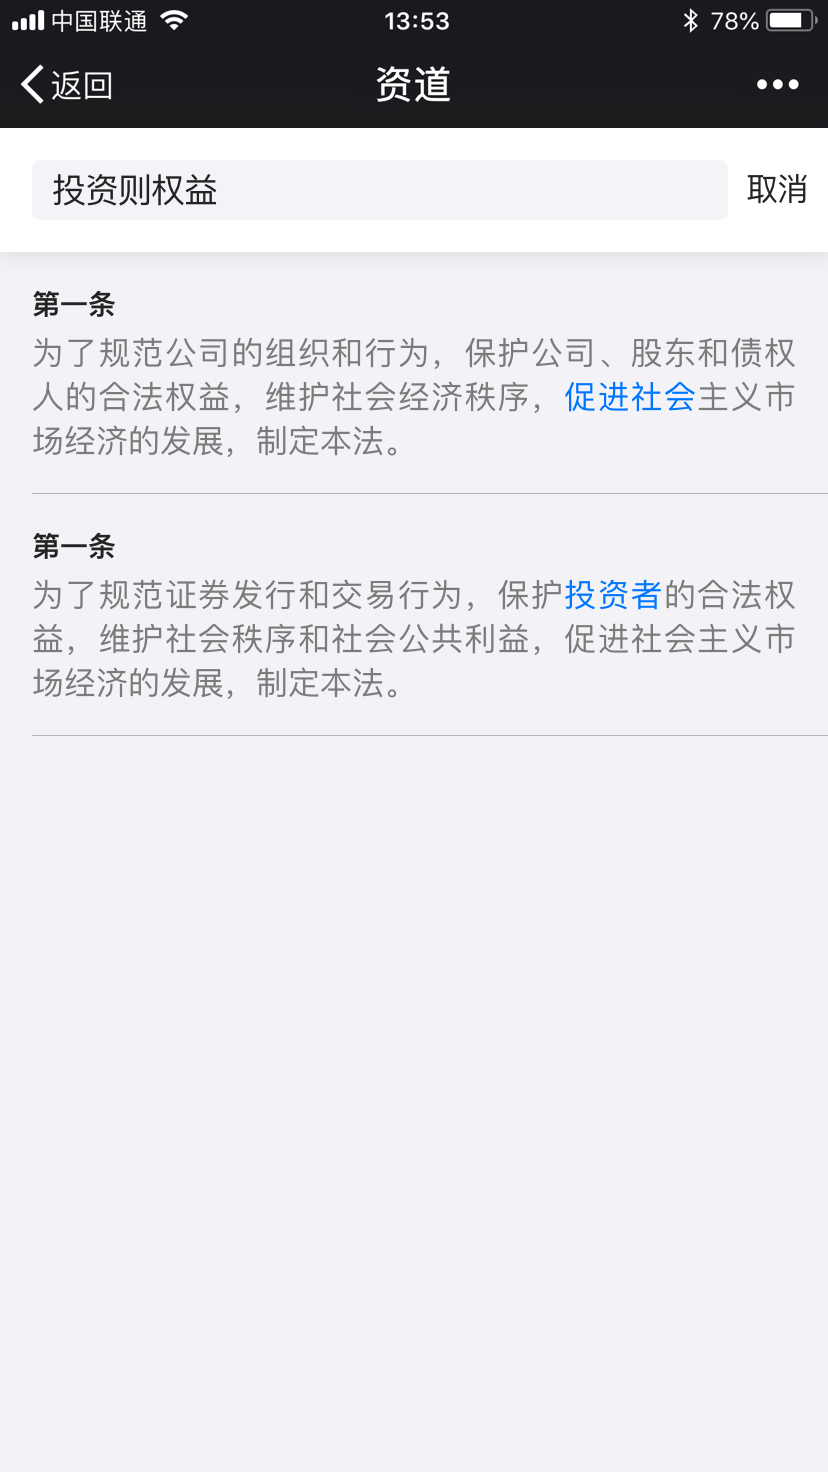 中国联通 13:53 78%
返回 资道
投资则权益 取消
第一条
为了规范公司的组织和行为，保护公司、股东和债权
人的合法权益，维护社会经济秩序，促进社会主义市
场经济的发展，制定本法。
第一条
为了规范证券发行和交易行为，保护投资者的合法权
益，维护社会秩序和社会公共利益，促进社会主义市
场经济的发展，制定本法。